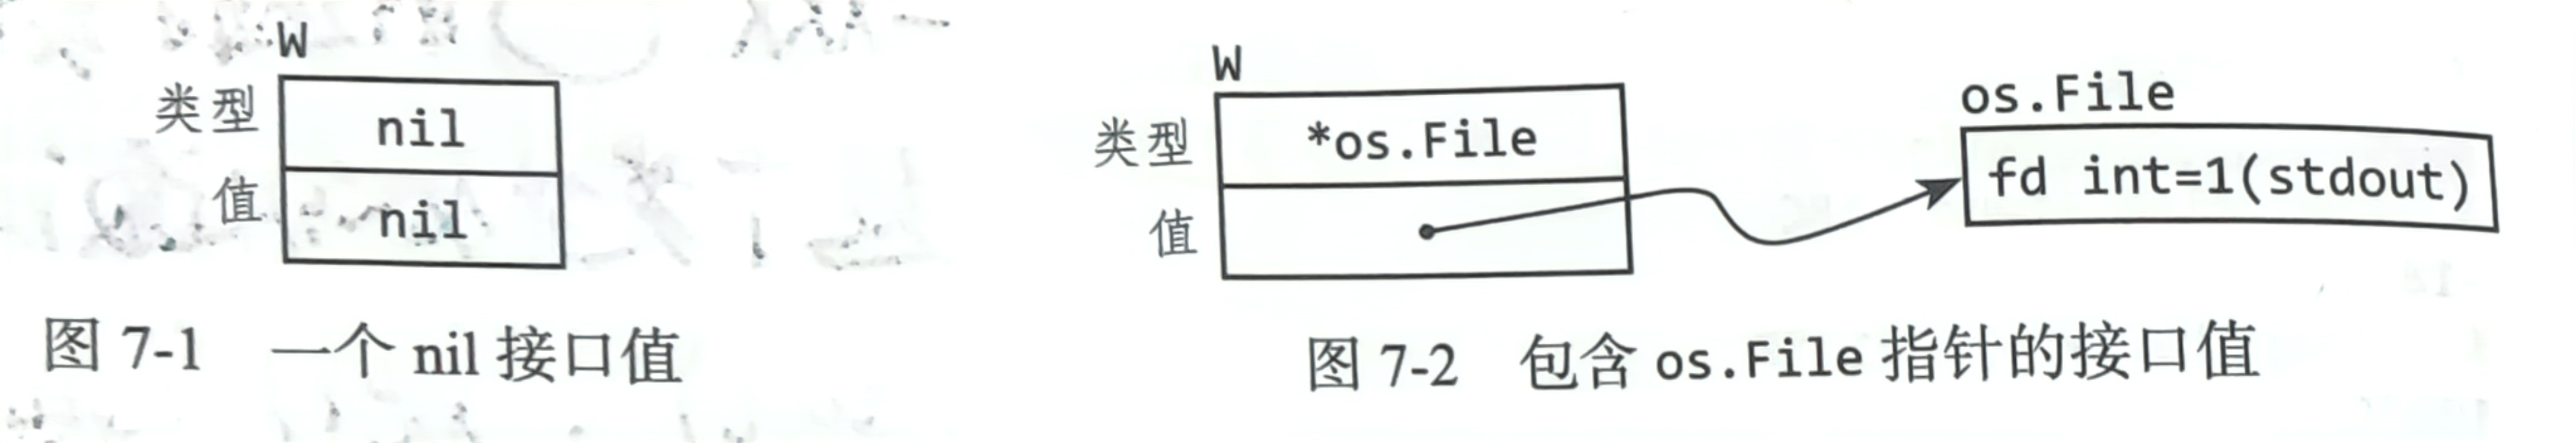 W
类型 nil
值 nil
图 7-1 一个 nil 接口值
W
类型 *os.File
值
os.File
fd int=1(stdout)
图 7-2 包含 os.File 指针的接口值